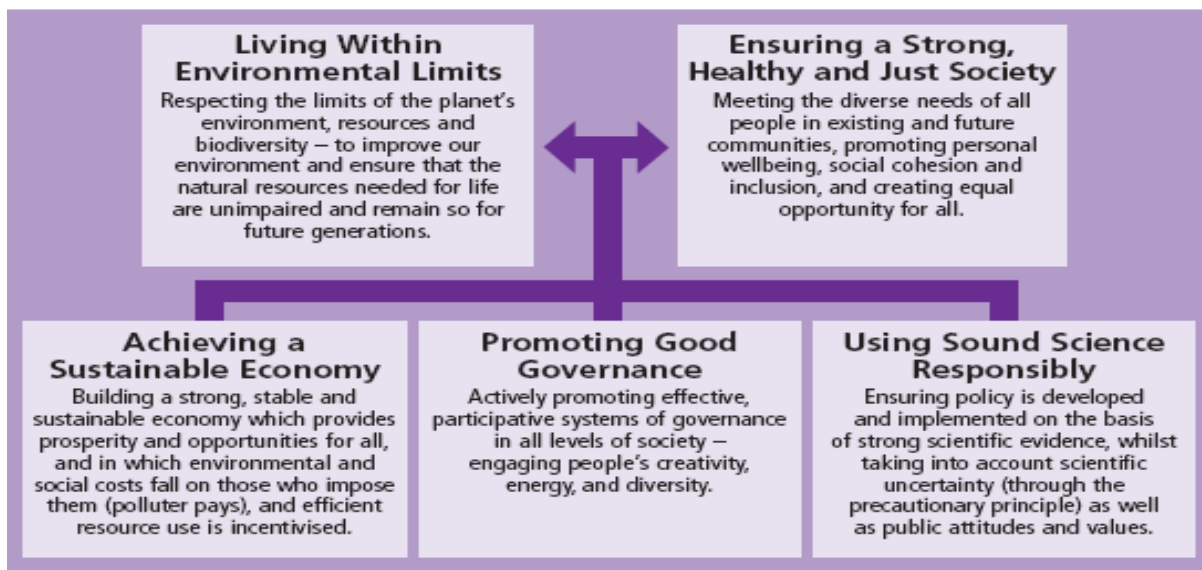 Living Within
Environmental Limits
Respecting the limits of the planet's
environment, resources and
biodiversity – to improve our
environment and ensure that the
natural resources needed for life
are unimpaired and remain so for
future generations.
Ensuring a Strong,
Healthy and Just Society
Meeting the diverse needs of all
people in existing and future
communities, promoting personal
wellbeing, social cohesion and
inclusion, and creating equal
opportunity for all.
Achieving a
Sustainable Economy
Building a strong, stable and
sustainable economy which provides
prosperity and opportunities for all,
and in which environmental and
social costs fall on those who impose
them (polluter pays), and efficient
resource use is incentivised.
Promoting Good
Governance
Actively promoting effective,
participative systems of governance
in all levels of society –
engaging people's creativity,
energy, and diversity.
Using Sound Science
Responsibly
Ensuring policy is developed
and implemented on the basis
of strong scientific evidence, whilst
taking into account scientific
uncertainty (through the
precautionary principle) as well
as public attitudes and values.